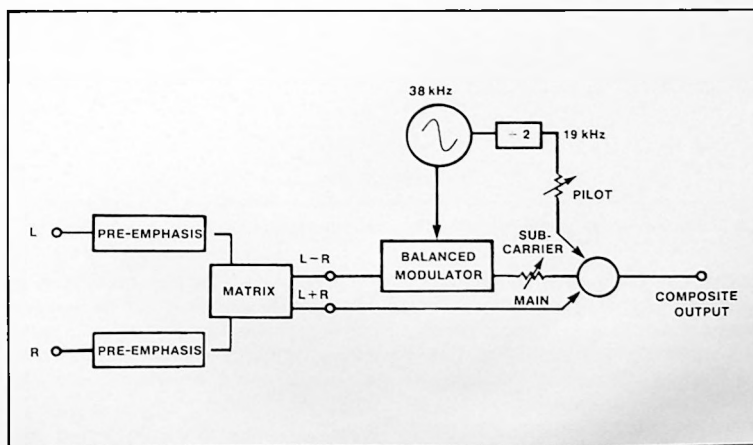 38 kHz
– 2
19 kHz
PILOT
L
PRE-EMPHASIS
SUB-
CARRIER
L–R
BALANCED
MODULATOR
MATRIX
L+R
MAIN
COMPOSITE
OUTPUT
R
PRE-EMPHASIS